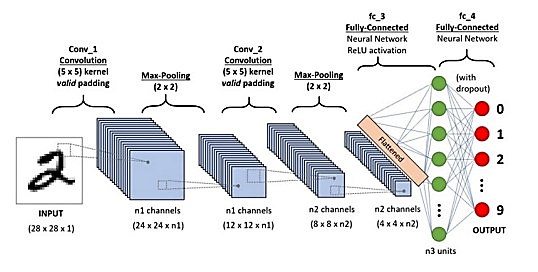 fc_3
Fully-Connected
Neural Network
ReLU activation
fc_4
Fully-Connected
Neural Network
Conv_1
Convolution
(5 x 5) kernel
valid padding
Max-Pooling
(2 x 2)
Conv_2
Convolution
(5 x 5) kernel
valid padding
Max-Pooling
(2 x 2)
(with
dropout)
Flattened
0
1
2
9
2
INPUT
(28 x 28 x 1)
n1 channels
(24 x 24 x n1)
n1 channels
(12 x 12 x n1)
n2 channels
(8 x 8 x n2)
n2 channels
(4 x 4 x n2)
n3 units
OUTPUT